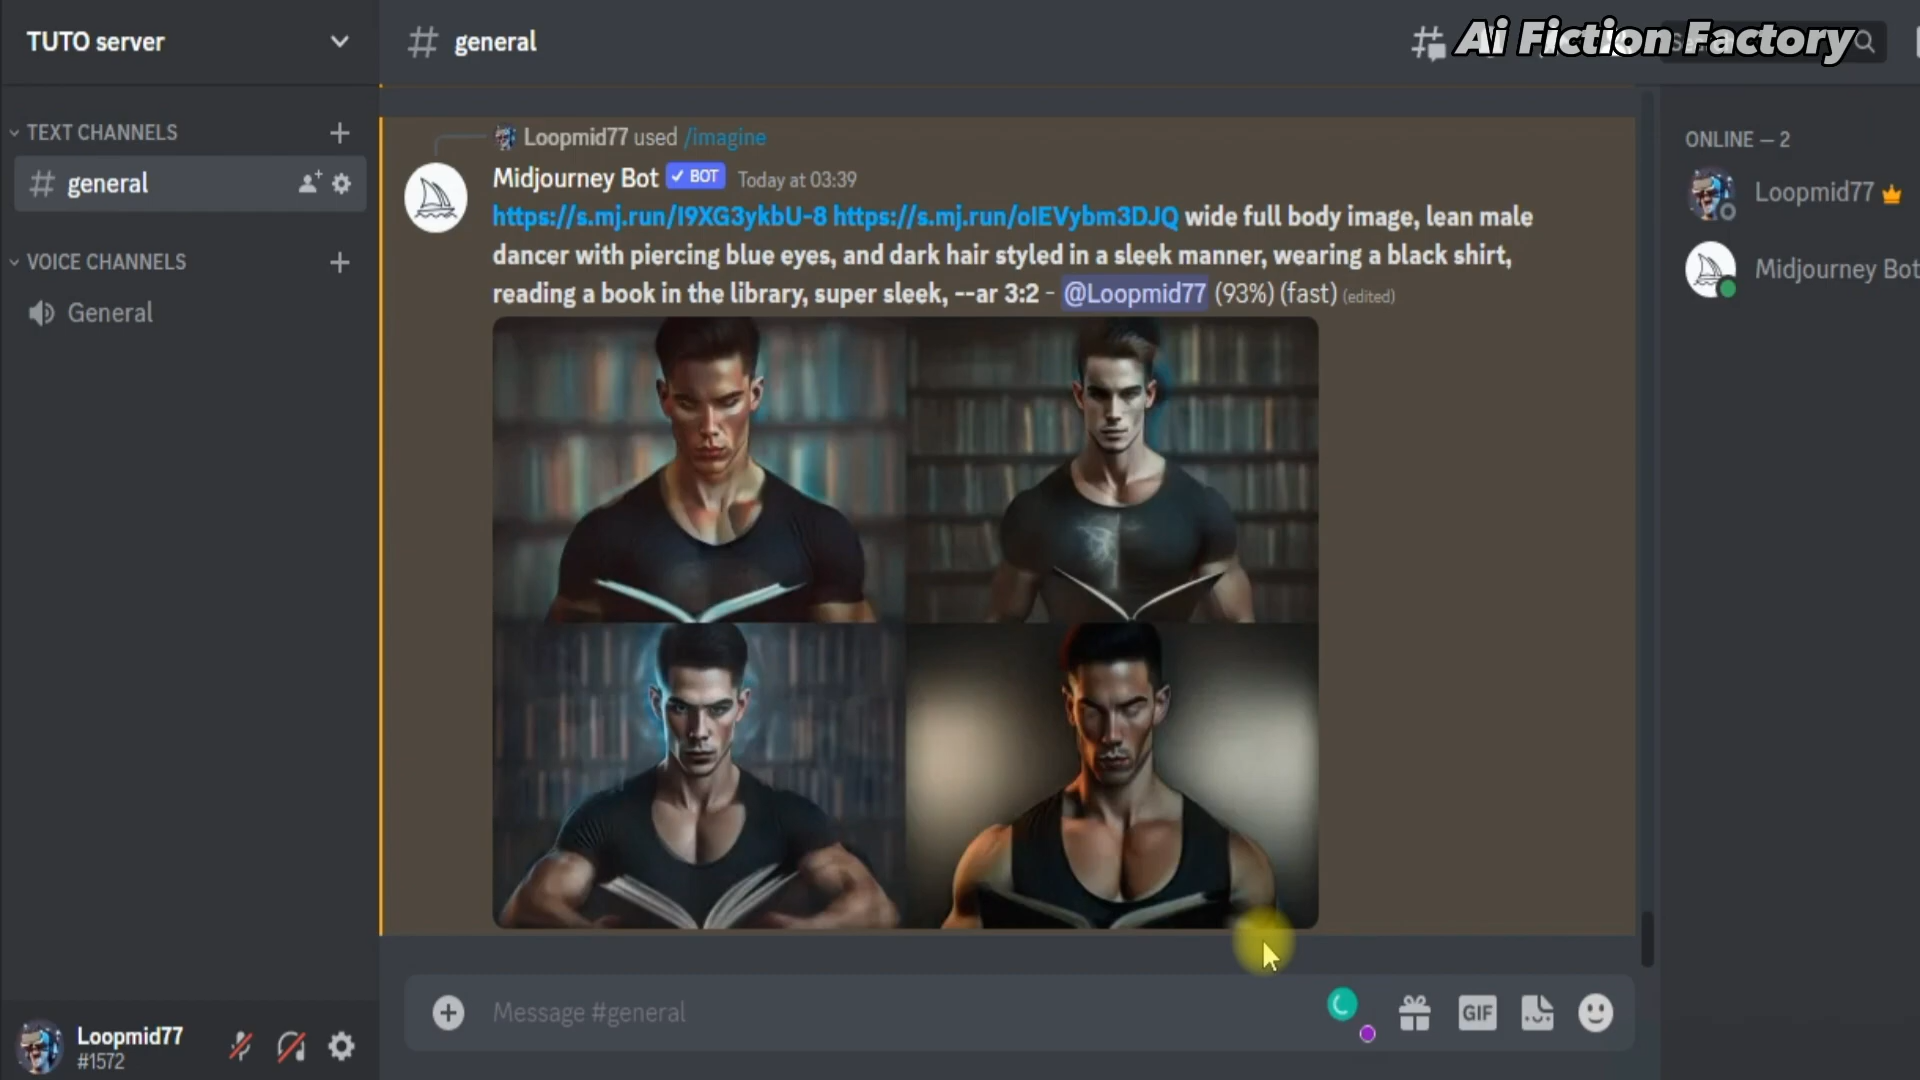 TUTO server
general
Ai Fiction Factory
TEXT CHANNELS
general
VOICE CHANNELS
General
Loopmid77 used /imagine
Midjourney Bot BOT Today at 03:39
https://s.mj.run/I9XG3ykbU-8 https://s.mj.run/oIEVybm3DJQ wide full body image, lean male
dancer with piercing blue eyes, and dark hair styled in a sleek manner, wearing a black shirt,
reading a book in the library, super sleek, --ar 3:2 - @Loopmid77 (93%) (fast) (edited)
ONLINE — 2
Loopmid77
Midjourney Bot
Message #general
GIF
Loopmid77
#1572